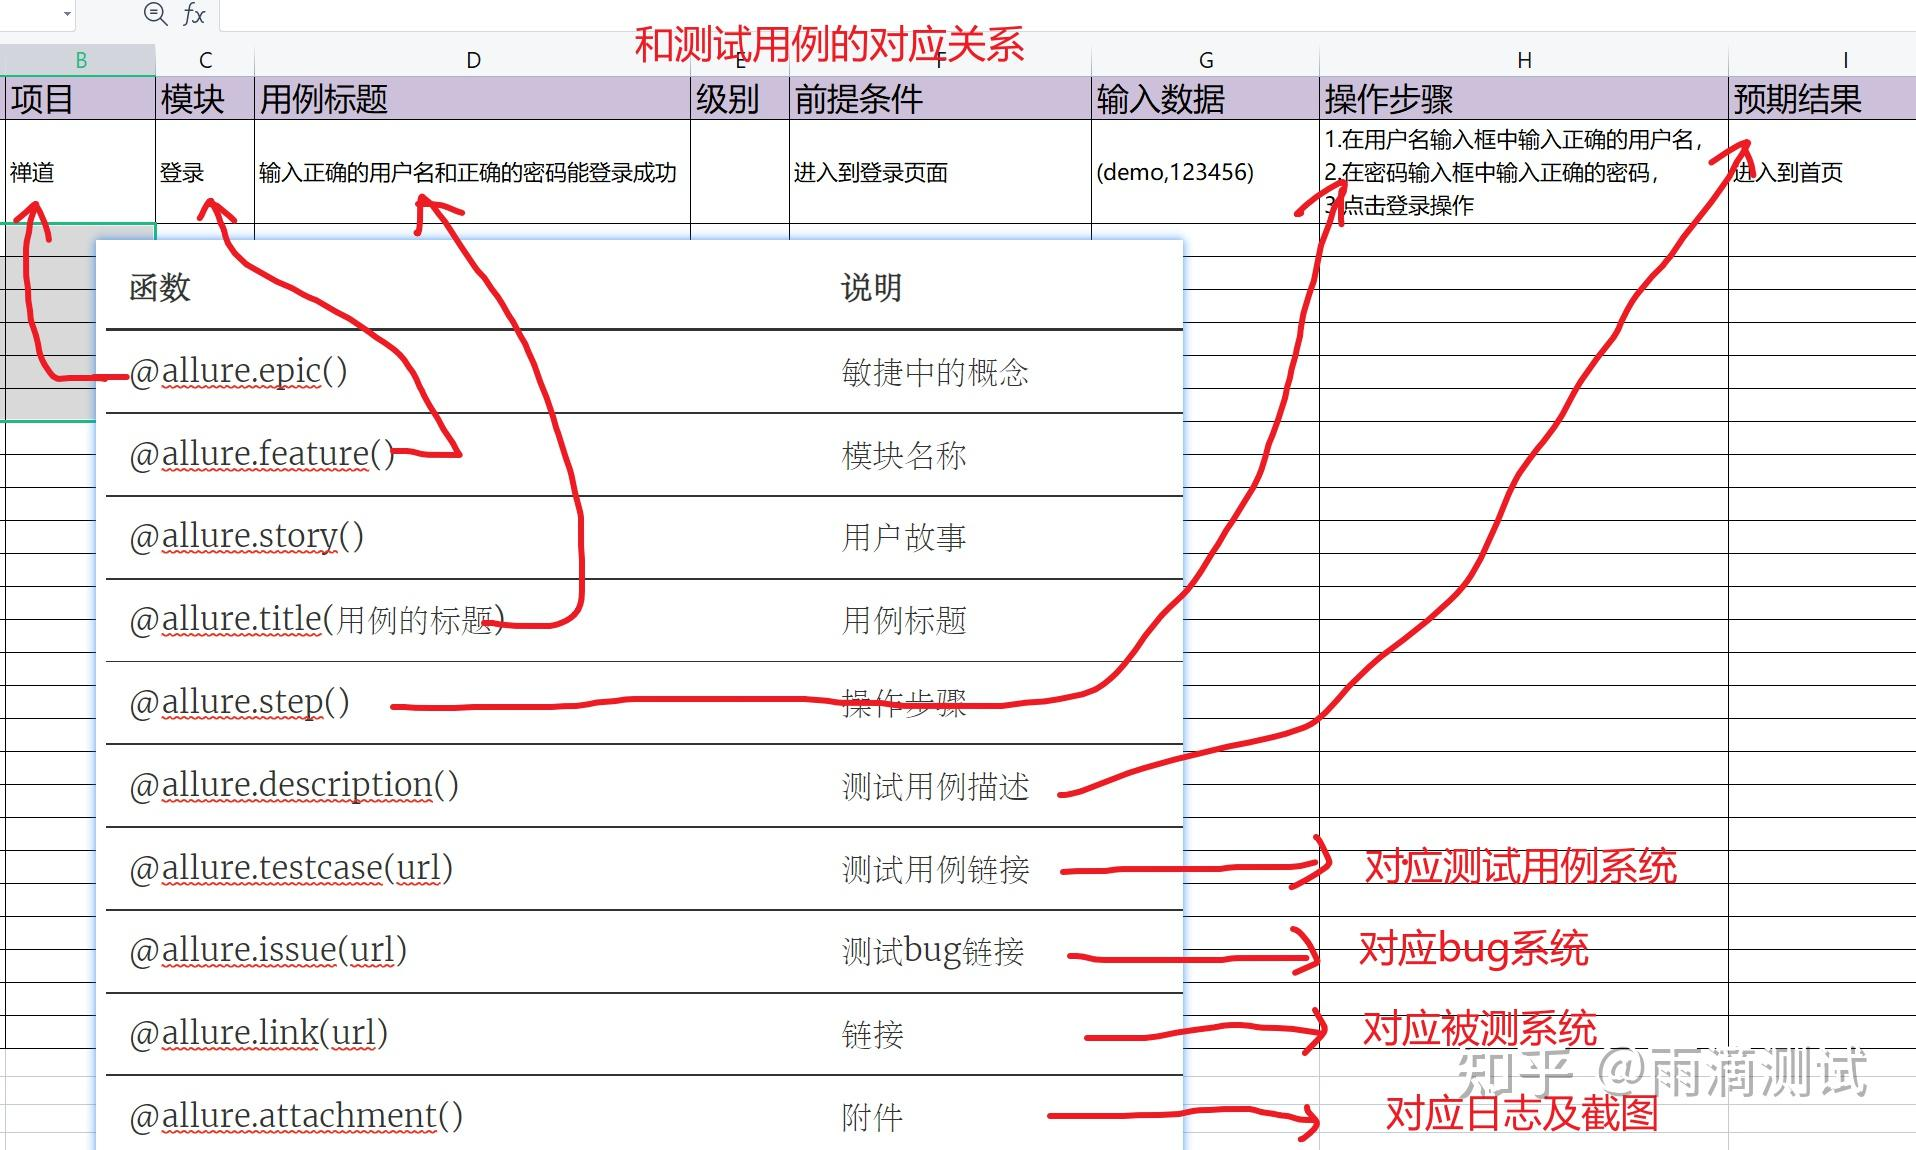 fx
和测试用例的对应关系
B C D E F G H I
项目 模块 用例标题 级别 前提条件 输入数据 操作步骤 预期结果
1.在用户名输入框中输入正确的用户名，
禅道 登录 输入正确的用户名和正确的密码能登录成功 进入到登录页面 (demo,123456) 2.在密码输入框中输入正确的密码， 进入到首页
3.点击登录操作
函数 说明
@allure.epic() 敏捷中的概念
@allure.feature() 模块名称
@allure.story() 用户故事
@allure.title(用例的标题) 用例标题
@allure.step() 操作步骤
@allure.description() 测试用例描述
@allure.testcase(url) 测试用例链接 对应测试用例系统
@allure.issue(url) 测试bug链接 对应bug系统
@allure.link(url) 链接 对应被测系统
知乎 @雨滴测试
@allure.attachment() 附件 对应日志及截图